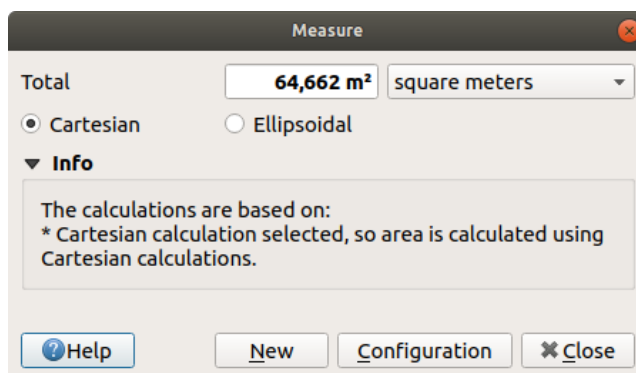 Measure
Total 64,662 m² square meters
Cartesian Ellipsoidal
Info
The calculations are based on:
* Cartesian calculation selected, so area is calculated using
Cartesian calculations.
Help New Configuration Close